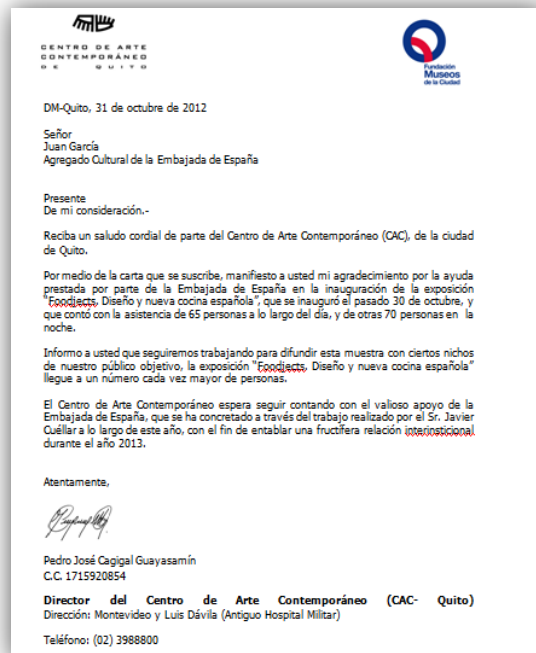 CENTRO DE ARTE
CONTEMPORÁNEO
DE QUITO
Fundación
Museos
de la Ciudad
DM-Quito, 31 de octubre de 2012
Señor
Juan García
Agregado Cultural de la Embajada de España
Presente
De mi consideración.-
Reciba un saludo cordial de parte del Centro de Arte Contemporáneo (CAC), de la ciudad
de Quito.
Por medio de la carta que se suscribe, manifiesto a usted mi agradecimiento por la ayuda
prestada por parte de la Embajada de España en la inauguración de la exposición
"Foodjects, Diseño y nueva cocina española", que se inauguró el pasado 30 de octubre, y
que contó con la asistencia de 65 personas a lo largo del día, y de otras 70 personas en la
noche.
Informo a usted que seguiremos trabajando para difundir esta muestra con ciertos nichos
de nuestro público objetivo, la exposición "Foodjects, Diseño y nueva cocina española"
llegue a un número cada vez mayor de personas.
El Centro de Arte Contemporáneo espera seguir contando con el valioso apoyo de la
Embajada de España, que se ha concretado a través del trabajo realizado por el Sr. Javier
Cuéllar a lo largo de este año, con el fin de entablar una fructífera relación interinsticional
durante el año 2013.
Atentamente,
Pedro José Cagigal Guayasamín
C.C. 1715920854
Director del Centro de Arte Contemporáneo (CAC- Quito)
Dirección: Montevideo y Luis Dávila (Antiguo Hospital Militar)
Teléfono: (02) 3988800